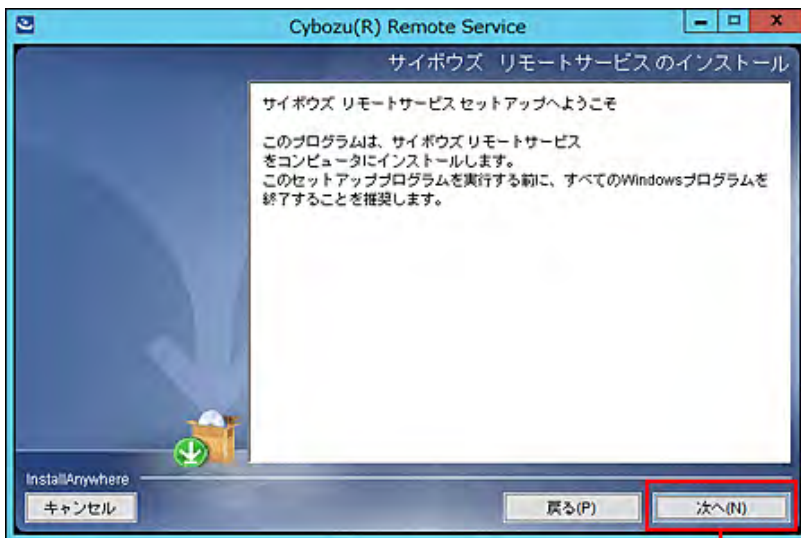 Cybozu(R) Remote Service
サイボウズ リモートサービス のインストール
サイボウズ リモートサービス セットアップへようこそ
このプログラムは、サイボウズ リモートサービス
をコンピュータにインストールします。
このセットアッププログラムを実行する前に、すべてのWindowsプログラムを
終了することを推奨します。
InstallAnywhere
キャンセル
戻る(P)
次へ(N)